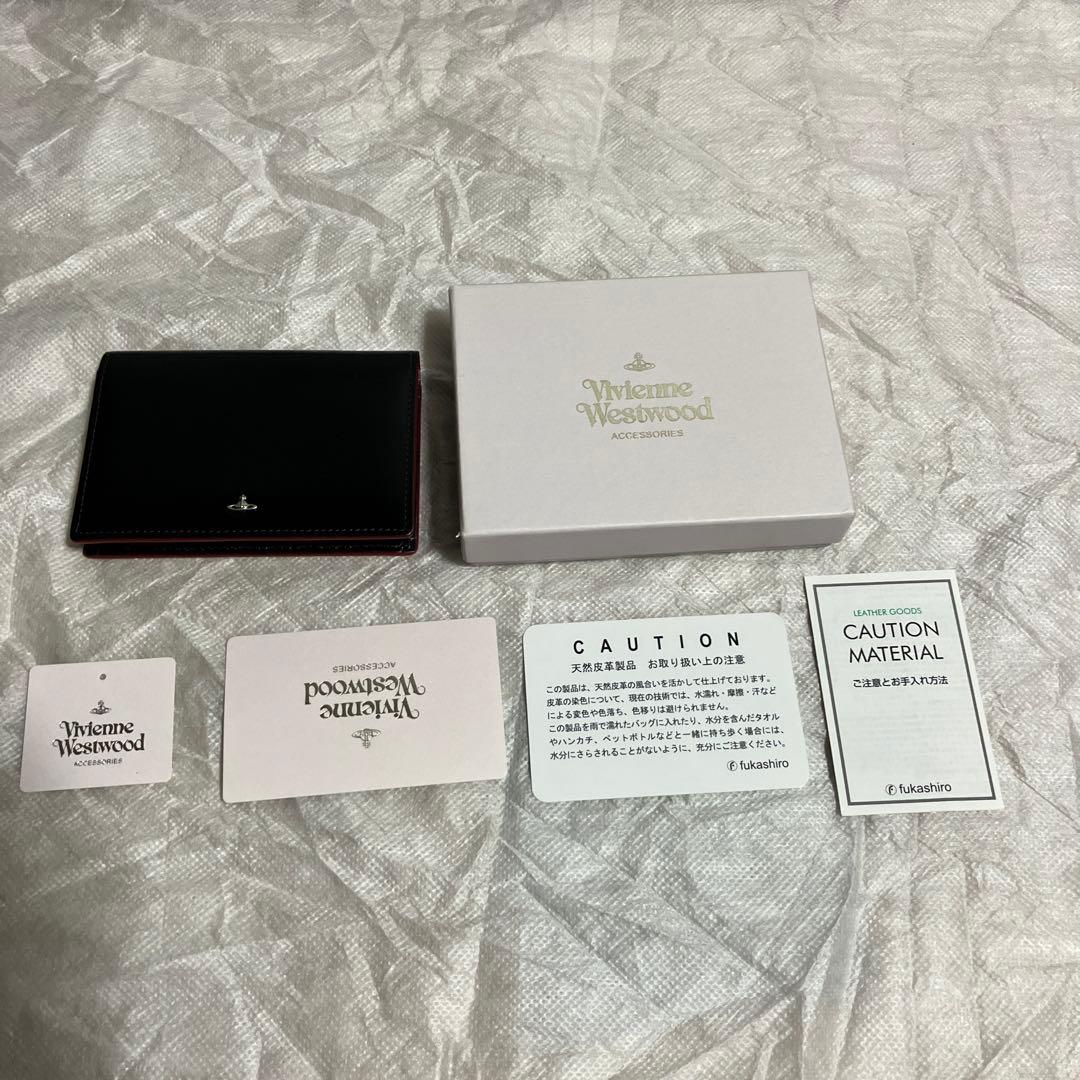 Vivienne
Westwood
ACCESSORIES
Vivienne
Westwood
ACCESSORIES
Vivienne
Westwood
ACCESSORIES
CAUTION
天然皮革製品 お取り扱い上の注意
この製品は、天然皮革の風合いを活かして仕上げております。
皮革の染色について、現在の技術では、水濡れ・摩擦・汗など
による変色や色落ち、色移りは避けられません。
この製品を雨で濡れたバッグに入れたり、水分を含んだタオル
やハンカチ、ペットボトルなどと一緒に持ち歩く場合には、
水分にさらされることがないように、充分にご注意ください。
fukashiro
LEATHER GOODS
CAUTION
MATERIAL
ご注意とお手入れ方法
fukashiro